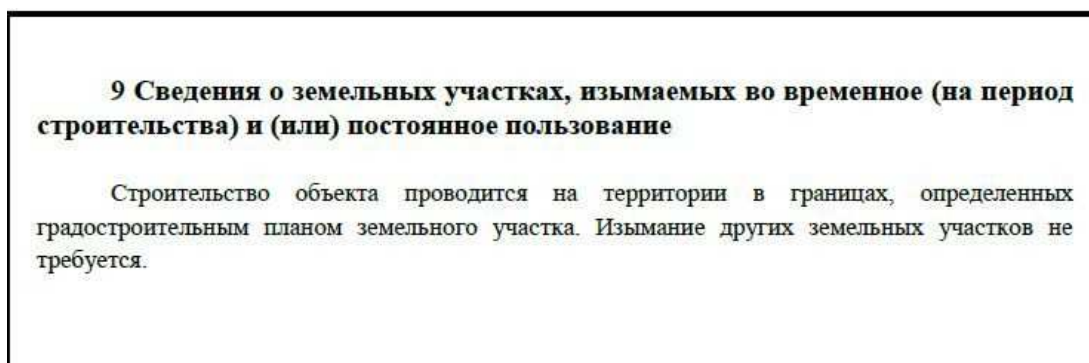 9 Сведения о земельных участках, изымаемых во временное (на период
строительства) и (или) постоянное пользование
Строительство объекта проводится на территории в границах, определенных
градостроительным планом земельного участка. Изымание других земельных участков не
требуется.